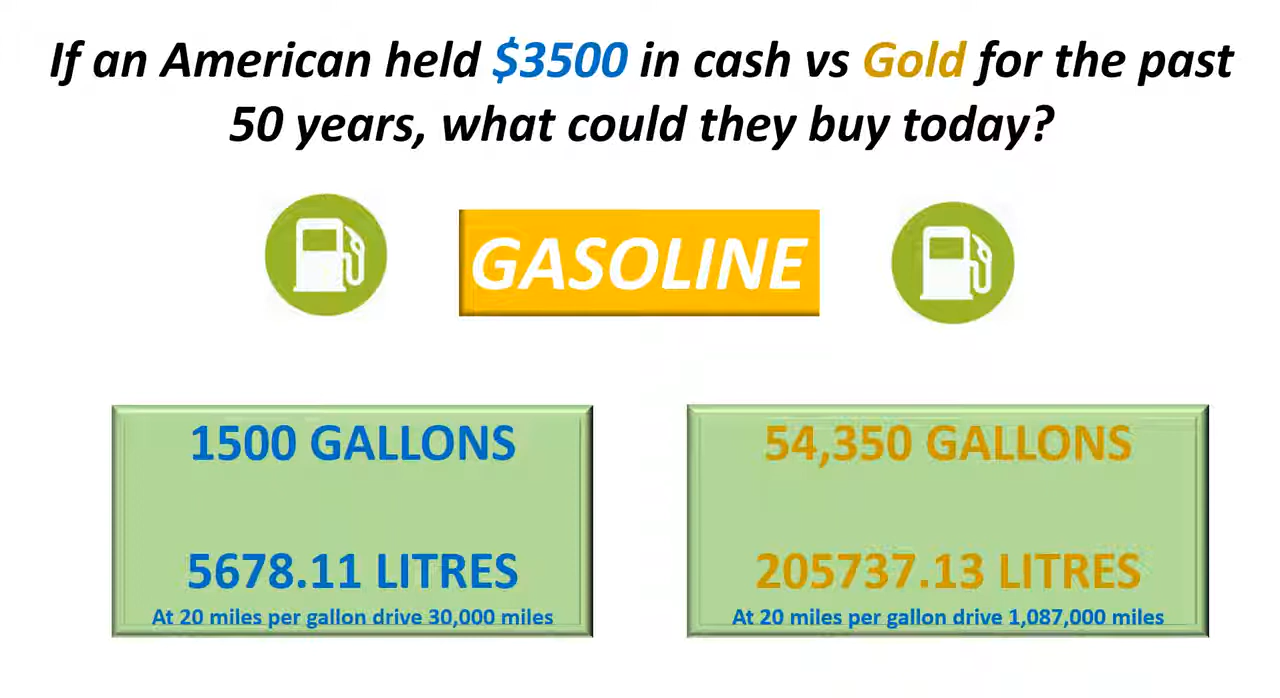 If an American held $3500 in cash vs Gold for the past
50 years, what could they buy today?
GASOLINE
1500 GALLONS
5678.11 LITRES
At 20 miles per gallon drive 30,000 miles
54,350 GALLONS
205737.13 LITRES
At 20 miles per gallon drive 1,087,000 miles